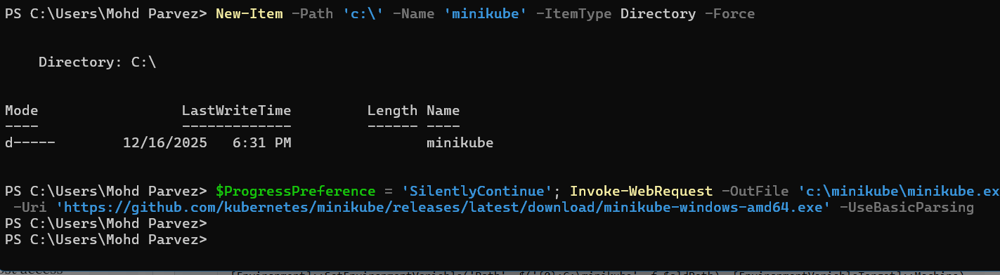 PS C:\Users\Mohd Parvez> New-Item -Path 'c:\' -Name 'minikube' -ItemType Directory -Force
Directory: C:\
Mode LastWriteTime Length Name
---- ------------- ------ ----
d----- 12/16/2025 6:31 PM minikube
PS C:\Users\Mohd Parvez> $ProgressPreference = 'SilentlyContinue'; Invoke-WebRequest -OutFile 'c:\minikube\minikube.ex
-Uri 'https://github.com/kubernetes/minikube/releases/latest/download/minikube-windows-amd64.exe' -UseBasicParsing
PS C:\Users\Mohd Parvez>
PS C:\Users\Mohd Parvez>